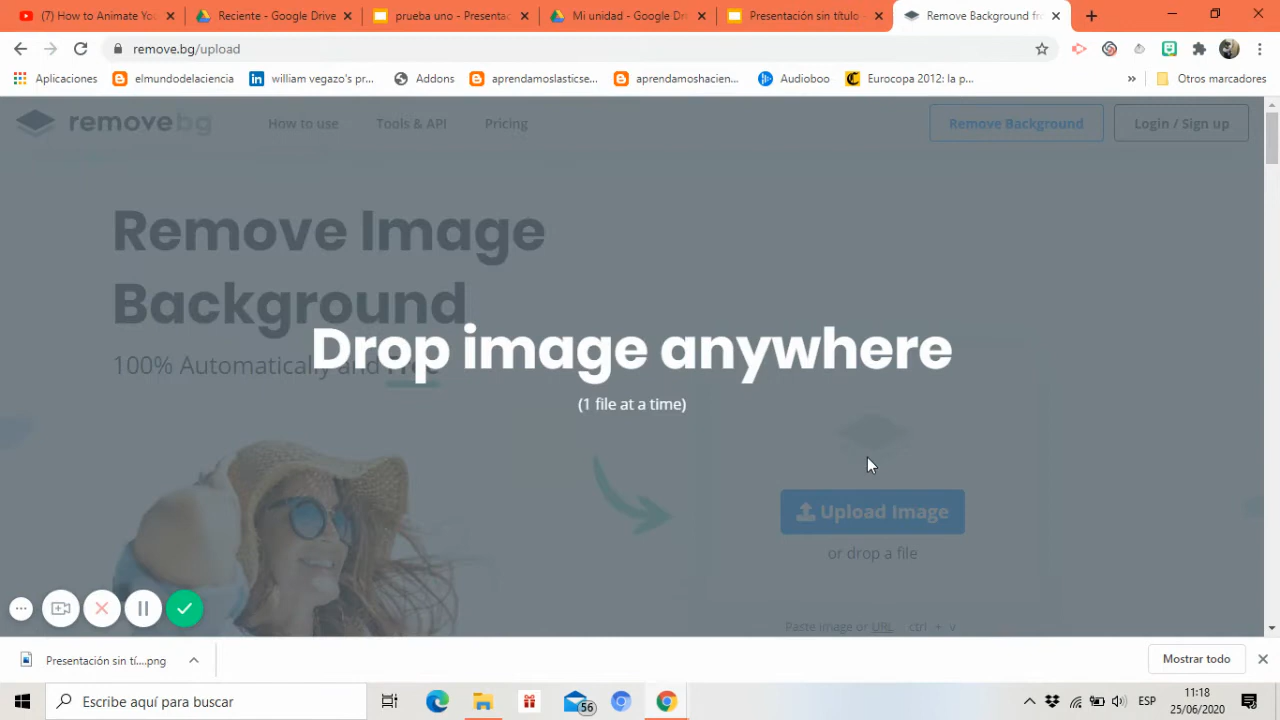 (7) How to Animate Yo
Reciente - Google Drive
prueba uno - Presentac
Mi unidad - Google Dri
Presentación sin título
Remove Background fr
remove.bg/upload
Aplicaciones
elmundodelaciencia
william vegazo's pr...
Addons
aprendamoslasticse...
aprendamoshacien...
Audioboo
Eurocopa 2012: la p...
»
Otros marcadores
removebg
How to use
Tools & API
Pricing
Remove Background
Login / Sign up
Remove Image
Background
100% Automatically and Free
Drop image anywhere
(1 file at a time)
Upload Image
or drop a file
Paste image or URL ctrl + v
Presentación sin tí....png
Mostrar todo
Escribe aquí para buscar
56
ESP
11:18
25/06/2020